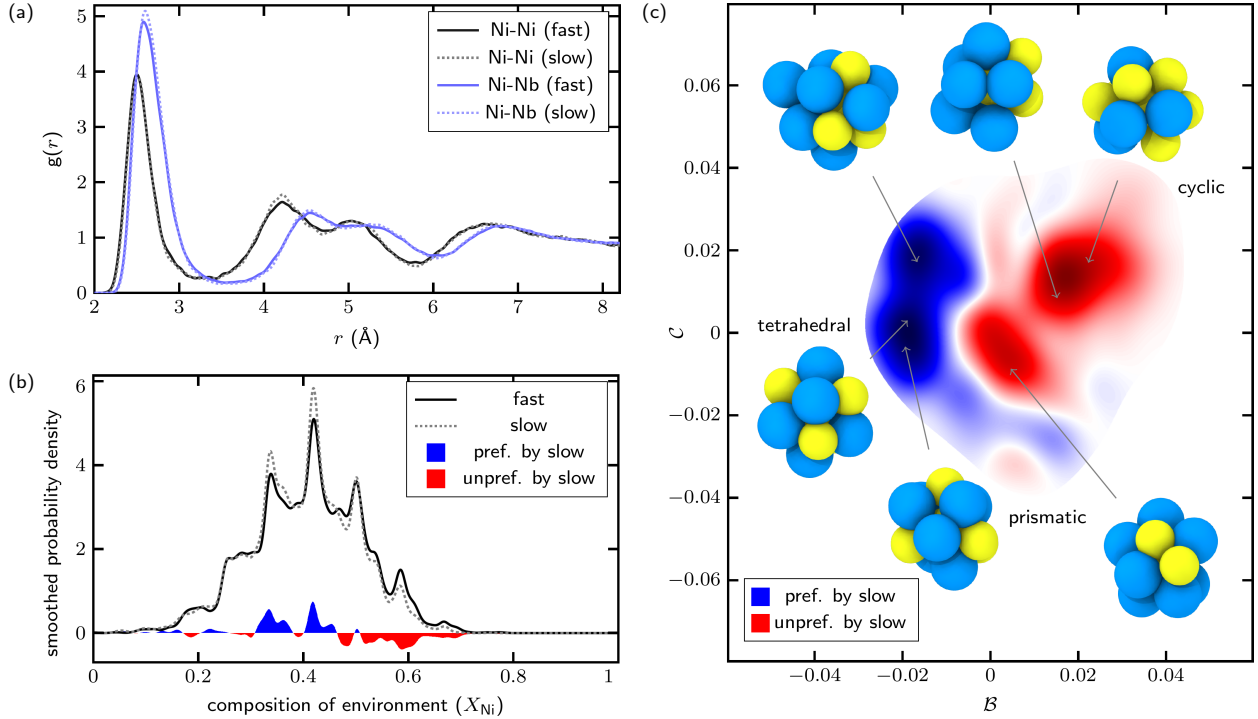 (a)
5
4
3
2
1
0
g(r)
Ni-Ni (fast)
Ni-Ni (slow)
Ni-Nb (fast)
Ni-Nb (slow)
2 3 4 5 6 7 8
r (Å)
(b)
6
4
2
0
smoothed probability density
fast
slow
pref. by slow
unpref. by slow
0 0.2 0.4 0.6 0.8 1
composition of environment (X_Ni)
(c)
0.06
0.04
0.02
0
−0.02
−0.04
−0.06
𝒞
cyclic
tetrahedral
prismatic
pref. by slow
unpref. by slow
−0.04 −0.02 0 0.02 0.04
ℬ